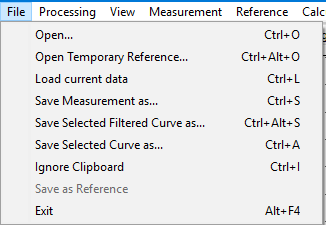 File Processing View Measurement Reference Calc
Open... Ctrl+O
Open Temporary Reference... Ctrl+Alt+O
Load current data Ctrl+L
Save Measurement as... Ctrl+S
Save Selected Filtered Curve as... Ctrl+Alt+S
Save Selected Curve as... Ctrl+A
Ignore Clipboard Ctrl+I
Save as Reference
Exit Alt+F4